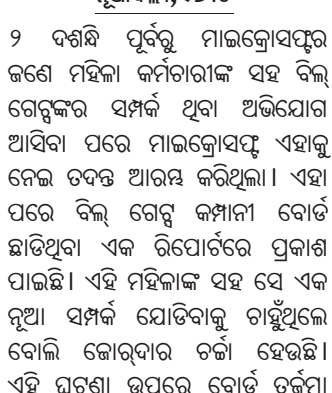 ୨ ଦଶନ୍ଧି ପୂର୍ବରୁ ମାଇକ୍ରୋସଫ୍ଟର
ଜଣେ ମହିଳା କର୍ମଚାରୀଙ୍କ ସହ ବିଲ୍
ଗେଟ୍ସଙ୍କର ସମ୍ପର୍କ ଥିବା ଅଭିଯୋଗ
ଆସିବା ପରେ ମାଇକ୍ରୋସଫ୍ଟ ଏହାକୁ
ନେଇ ତଦନ୍ତ ଆରମ୍ଭ କରିଥିଲା। ଏହା
ପରେ ବିଲ୍ ଗେଟ୍ସ କମ୍ପାନୀ ବୋର୍ଡ
ଛାଡିଥିବା ଏକ ରିପୋର୍ଟରେ ପ୍ରକାଶ
ପାଇଛି। ଏହି ମହିଳାଙ୍କ ସହ ସେ ଏକ
ନୂଆ ସମ୍ପର୍କ ଯୋଡିବାକୁ ଚାହୁଁଥିଲେ
ବୋଲି ଜୋର୍‌ଦାର ଚର୍ଚ୍ଚା ହେଉଛି।
ଏହି ଘଟଣା ଉପରେ ବୋର୍ଡ ତର୍ଜମା